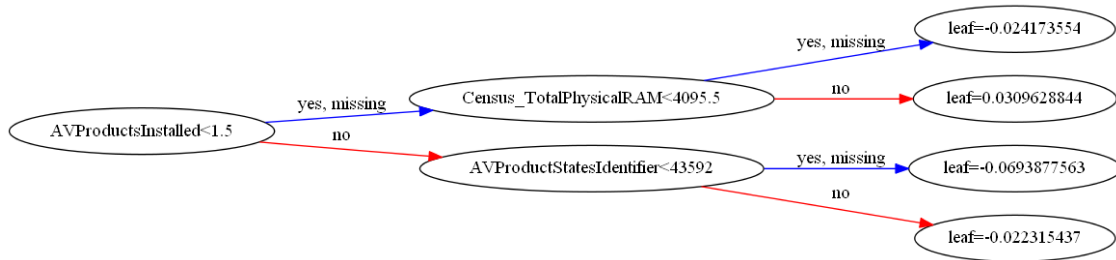 leaf=-0.024173554
yes, missing
Census_TotalPhysicalRAM<4095.5
no
leaf=0.0309628844
yes, missing
AVProductsInstalled<1.5
no
AVProductStatesIdentifier<43592
yes, missing
leaf=-0.0693877563
no
leaf=-0.022315437